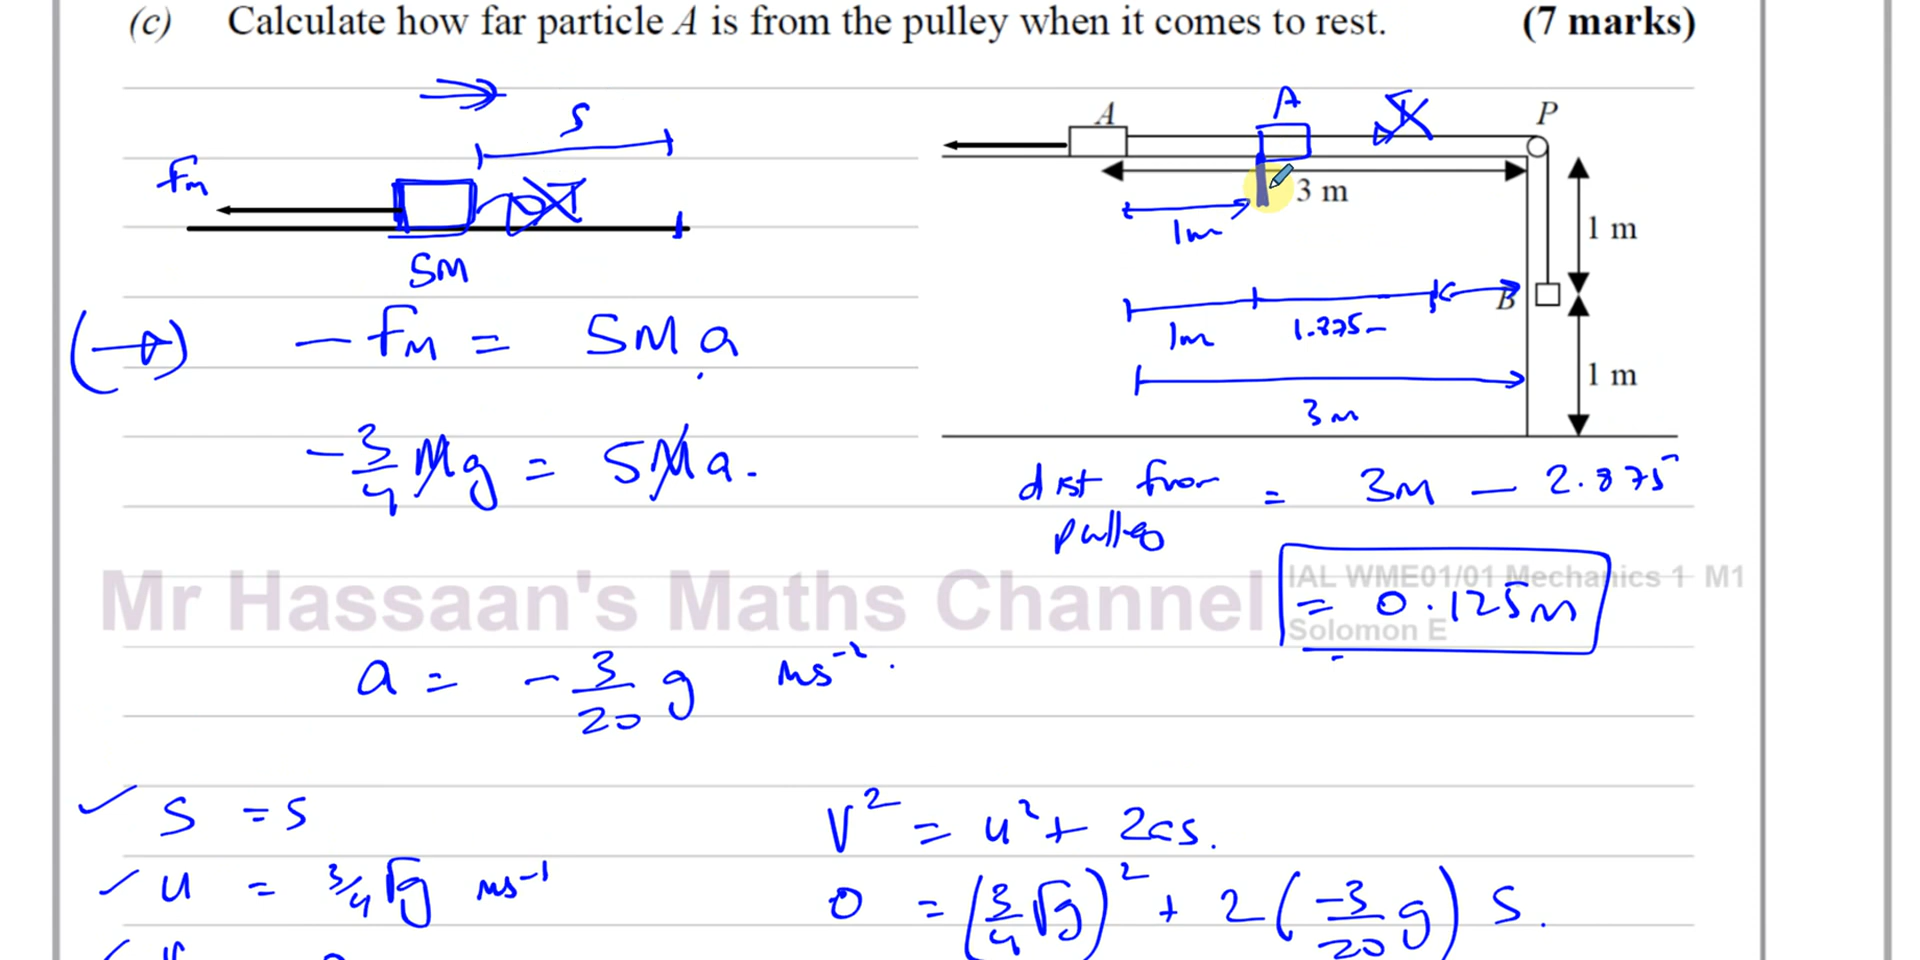 (c) Calculate how far particle A is from the pulley when it comes to rest. (7 marks)
S
Fm
T
5M
A
A
T
P
3 m
1m
1 m
B
1m
1.875m
3m
1 m
(→) - Fm = 5Ma
- 3/4 Mg = 5Ma.
dist from pulley = 3m - 2.875
= 0.125m
Mr Hassaan's Maths Channel
IAL WME01/01 Mechanics 1 M1
Solomon E
a = - 3/20 g ms⁻².
✓ s = s
✓ u = 3/4 √g ms⁻¹
v² = u² + 2as.
0 = (3/4 √g)² + 2(-3/20 g) s.